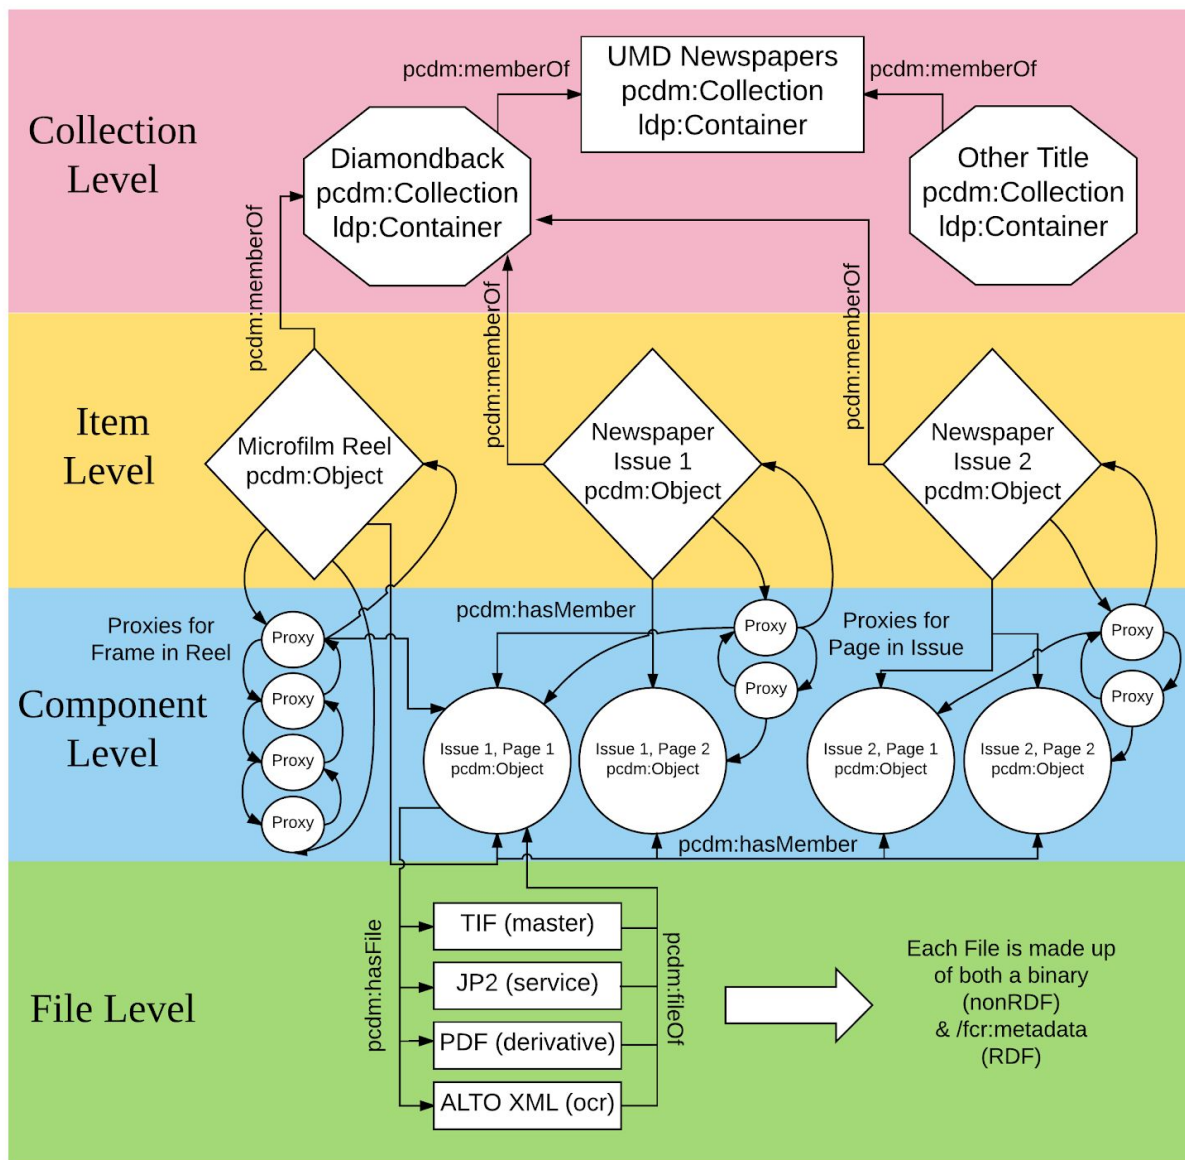 UMD Newspapers
pcdm:Collection
ldp:Container
pcdm:memberOf
pcdm:memberOf
Collection
Level
Diamondback
pcdm:Collection
ldp:Container
Other Title
pcdm:Collection
ldp:Container
pcdm:memberOf
pcdm:memberOf
pcdm:memberOf
Item
Level
Microfilm Reel
pcdm:Object
Newspaper
Issue 1
pcdm:Object
Newspaper
Issue 2
pcdm:Object
Component
Level
Proxies for
Frame in Reel
Proxy
Proxy
Proxy
Proxy
pcdm:hasMember
Proxy
Proxy
Proxies for
Page in Issue
Proxy
Proxy
Issue 1, Page 1
pcdm:Object
Issue 1, Page 2
pcdm:Object
Issue 2, Page 1
pcdm:Object
Issue 2, Page 2
pcdm:Object
pcdm:hasMember
File Level
pcdm:hasFile
TIF (master)
JP2 (service)
PDF (derivative)
ALTO XML (ocr)
pcdm:fileOf
Each File is made up
of both a binary
(nonRDF)
& /fcr:metadata
(RDF)